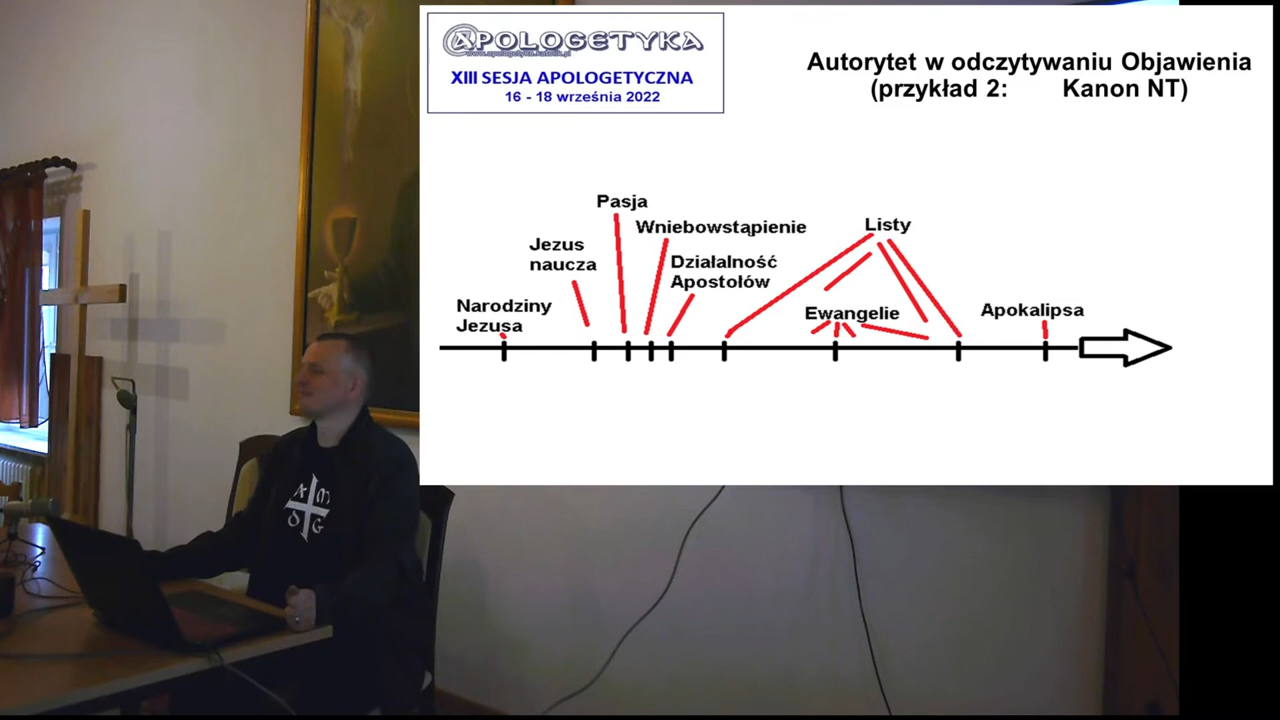 @POLOGETYKA
www.apologetyka.katolik.pl
XIII SESJA APOLOGETYCZNA
16 - 18 września 2022
Autorytet w odczytywaniu Objawienia
(przykład 2: Kanon NT)
Pasja
Wniebowstąpienie
Listy
Jezus
naucza
Działalność
Apostołów
Narodziny
Jezusa
Ewangelie
Apokalipsa
A M
D G